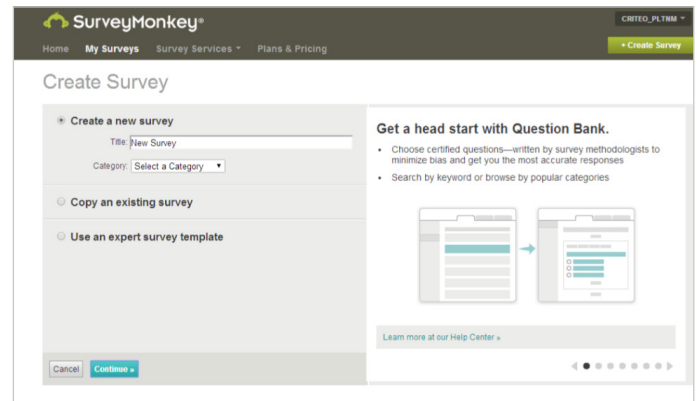 SurveyMonkey®
CRITEO_PLTNM
Home My Surveys Survey Services Plans & Pricing
+ Create Survey
Create Survey
Create a new survey
Title: New Survey
Category: Select a Category
Copy an existing survey
Use an expert survey template
Cancel Continue »
Get a head start with Question Bank.
• Choose certified questions—written by survey methodologists to
minimize bias and get you the most accurate responses
• Search by keyword or browse by popular categories
Learn more at our Help Center »